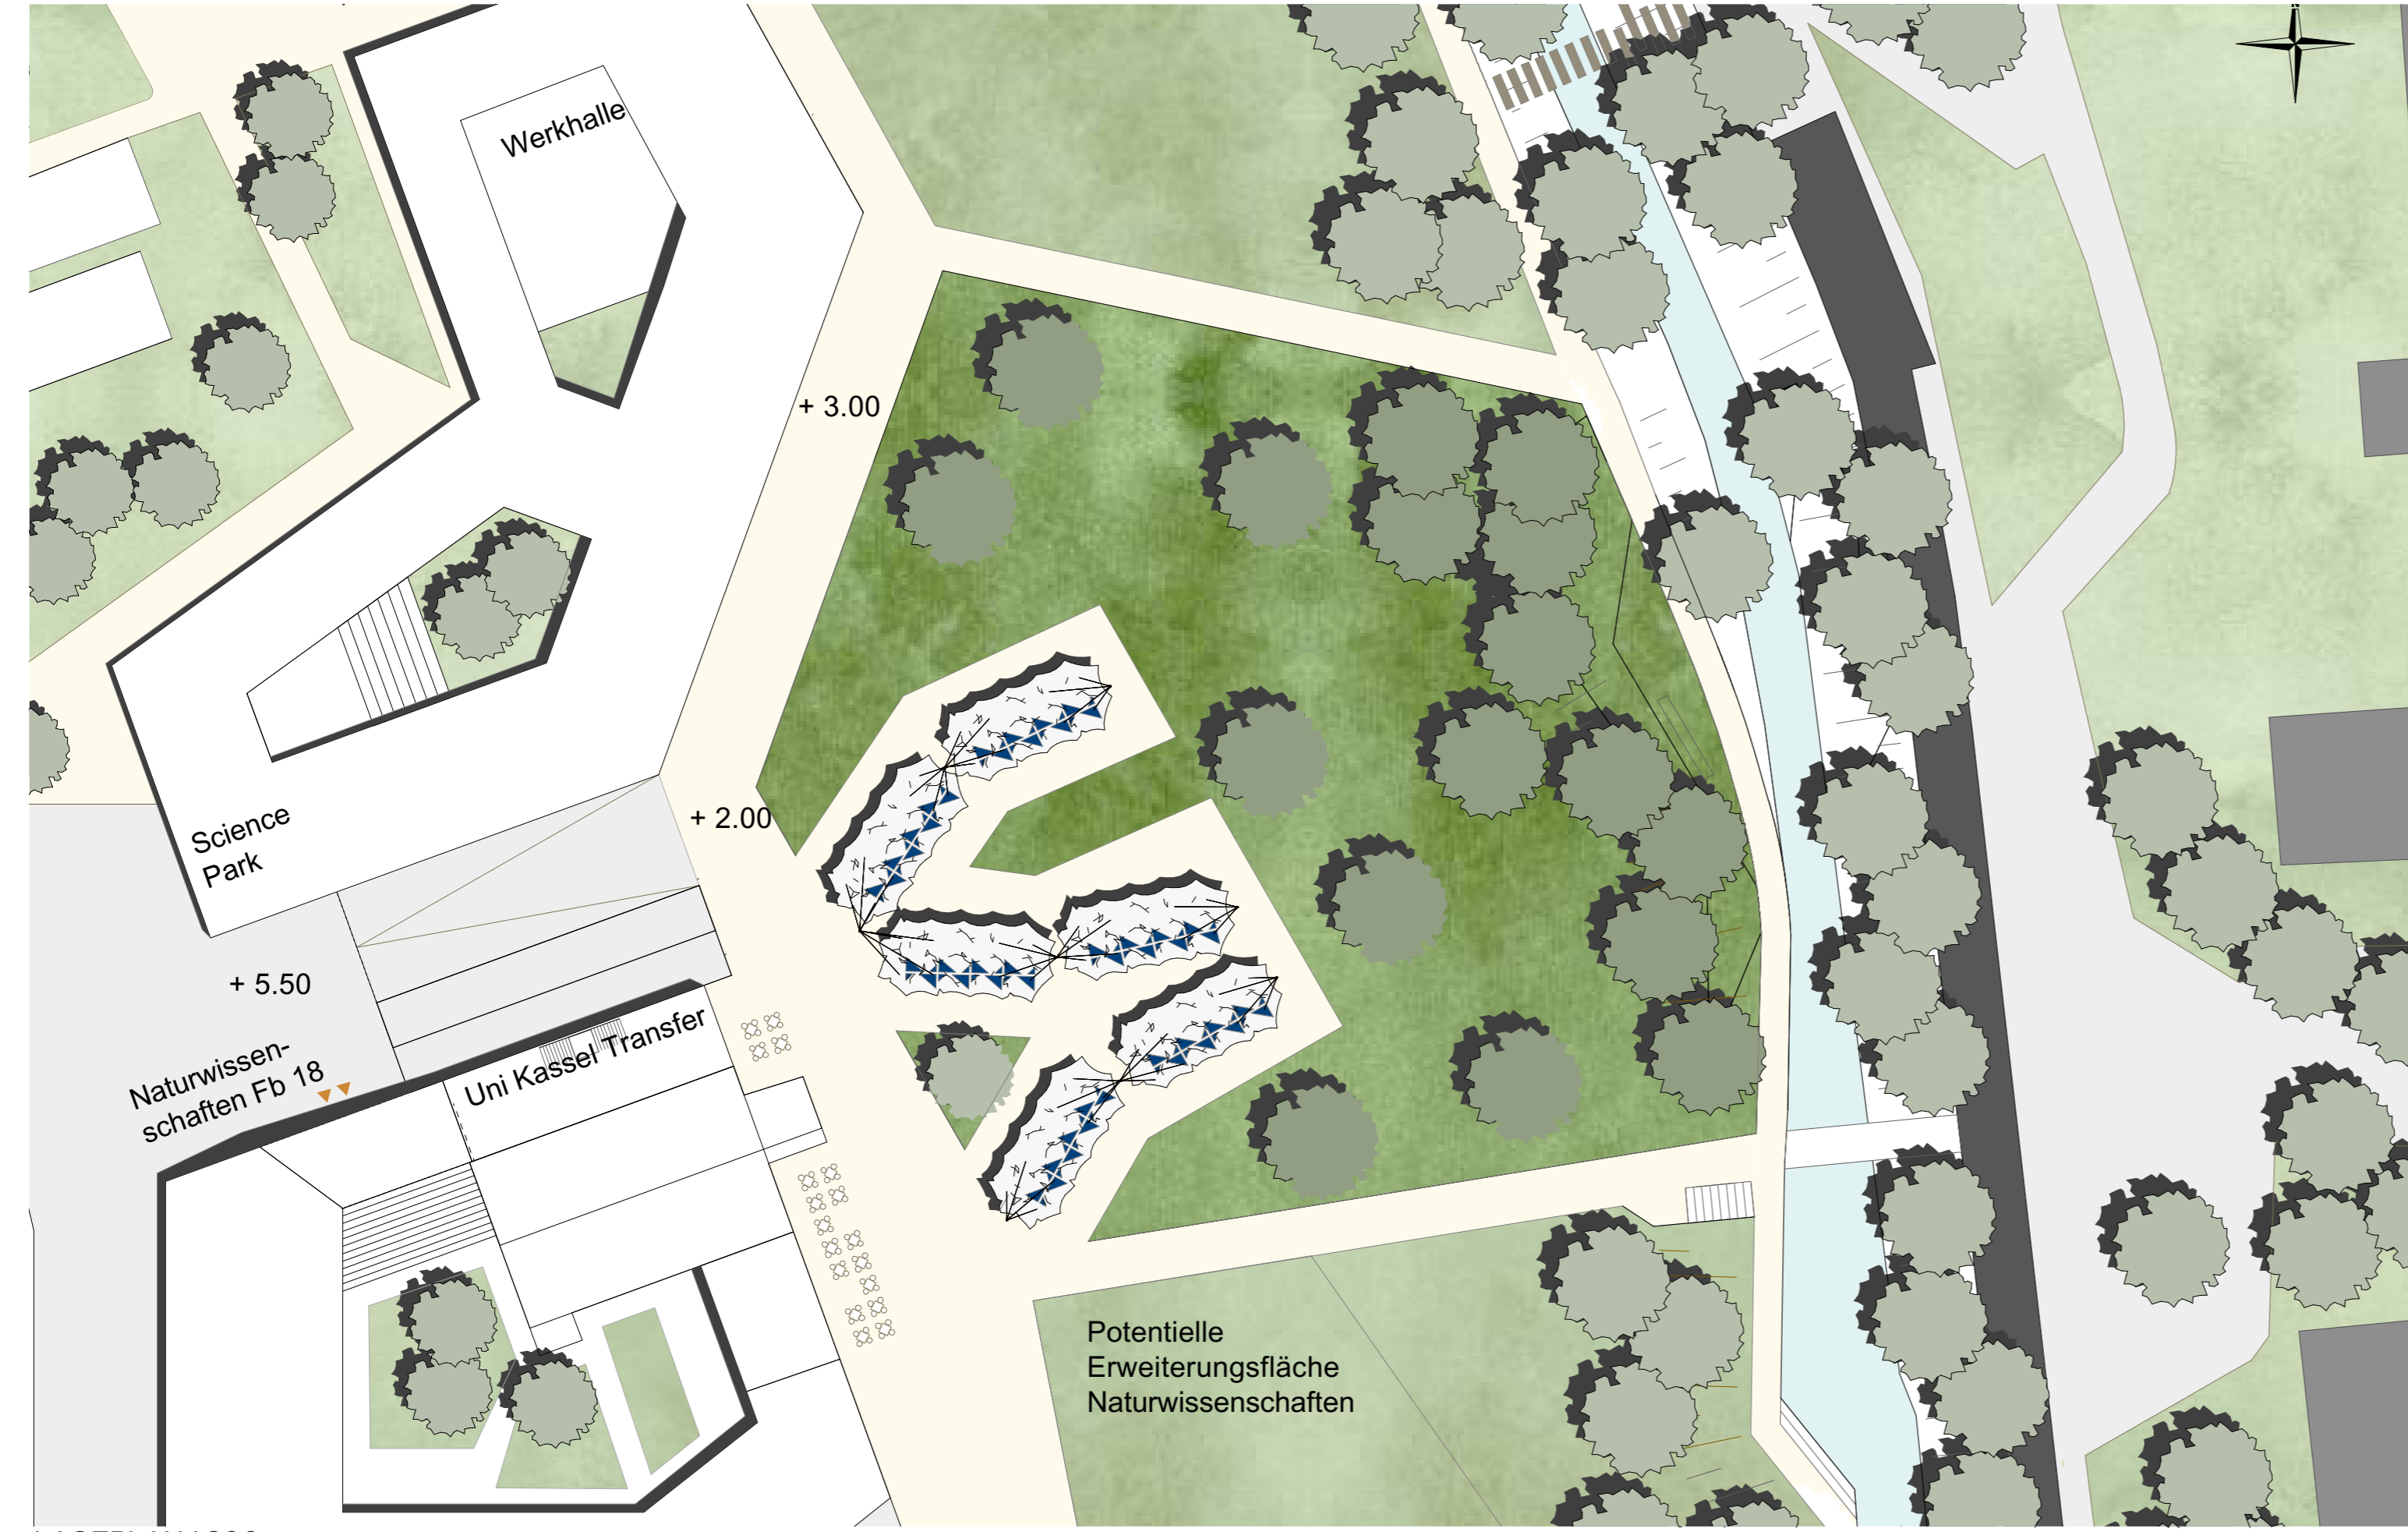 Werkhalle
+ 3.00
Science
Park
+ 2.00
+ 5.50
Naturwissen-
schaften Fb 18
Uni Kassel Transfer
Potentielle
Erweiterungsfläche
Naturwissenschaften